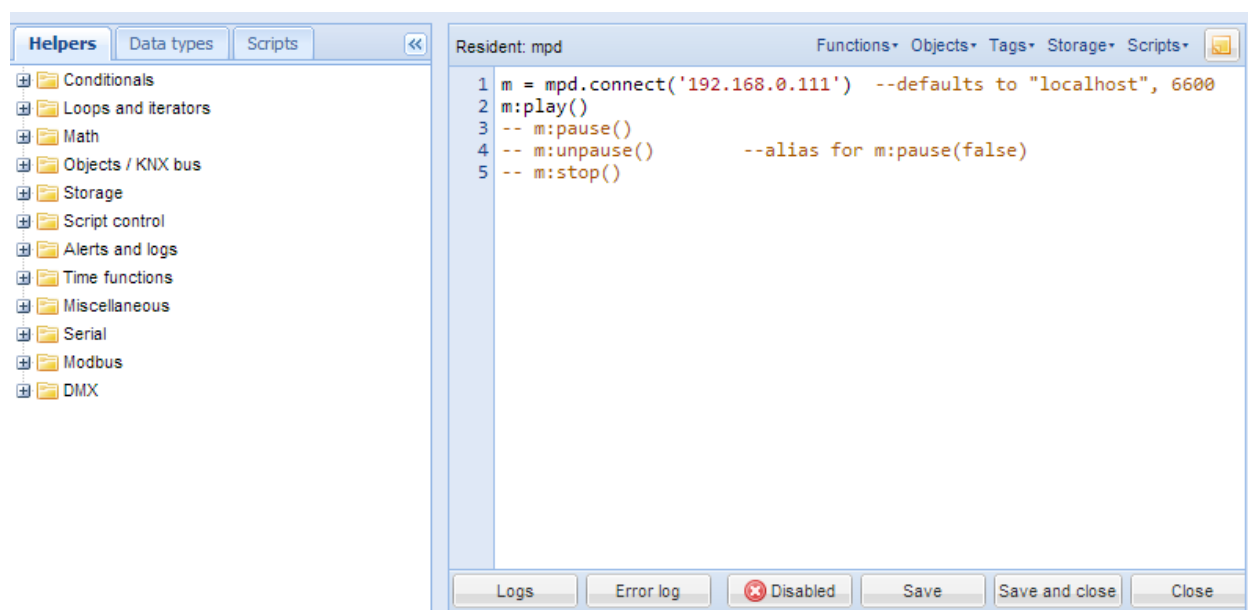 Helpers Data types Scripts
Conditionals
Loops and iterators
Math
Objects / KNX bus
Storage
Script control
Alerts and logs
Time functions
Miscellaneous
Serial
Modbus
DMX
Resident: mpd Functions Objects Tags Storage Scripts
1 m = mpd.connect('192.168.0.111') --defaults to "localhost", 6600
2 m:play()
3 -- m:pause()
4 -- m:unpause() --alias for m:pause(false)
5 -- m:stop()
Logs Error log Disabled Save Save and close Close